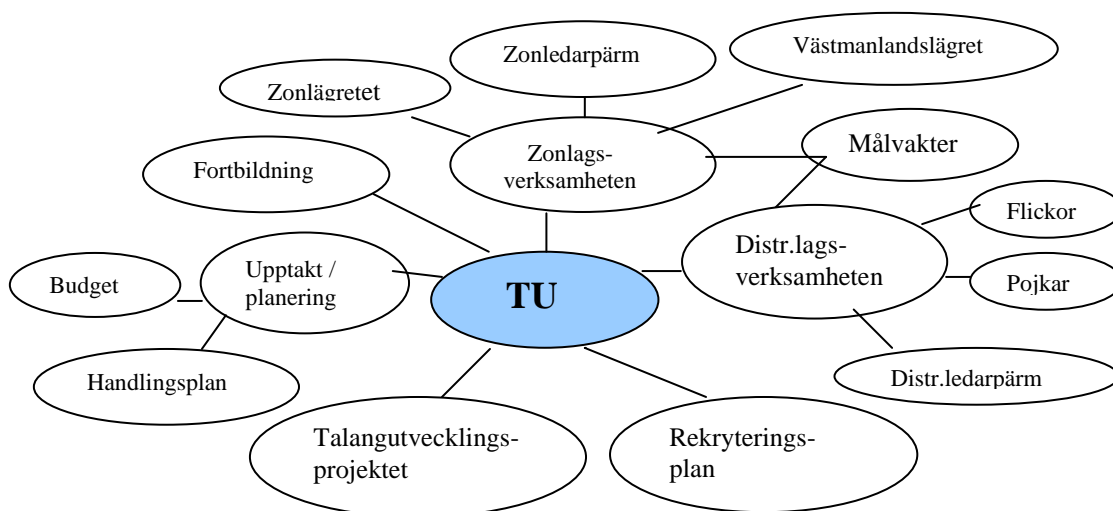 Zonledarpärm
Västmanlandslägret
Zonlägretet
Zonlags-
verksamheten
Målvakter
Fortbildning
Flickor
Distr.lags-
verksamheten
Upptakt /
planering
Budget
TU
Pojkar
Handlingsplan
Distr.ledarpärm
Talangutvecklings-
projektet
Rekryterings-
plan